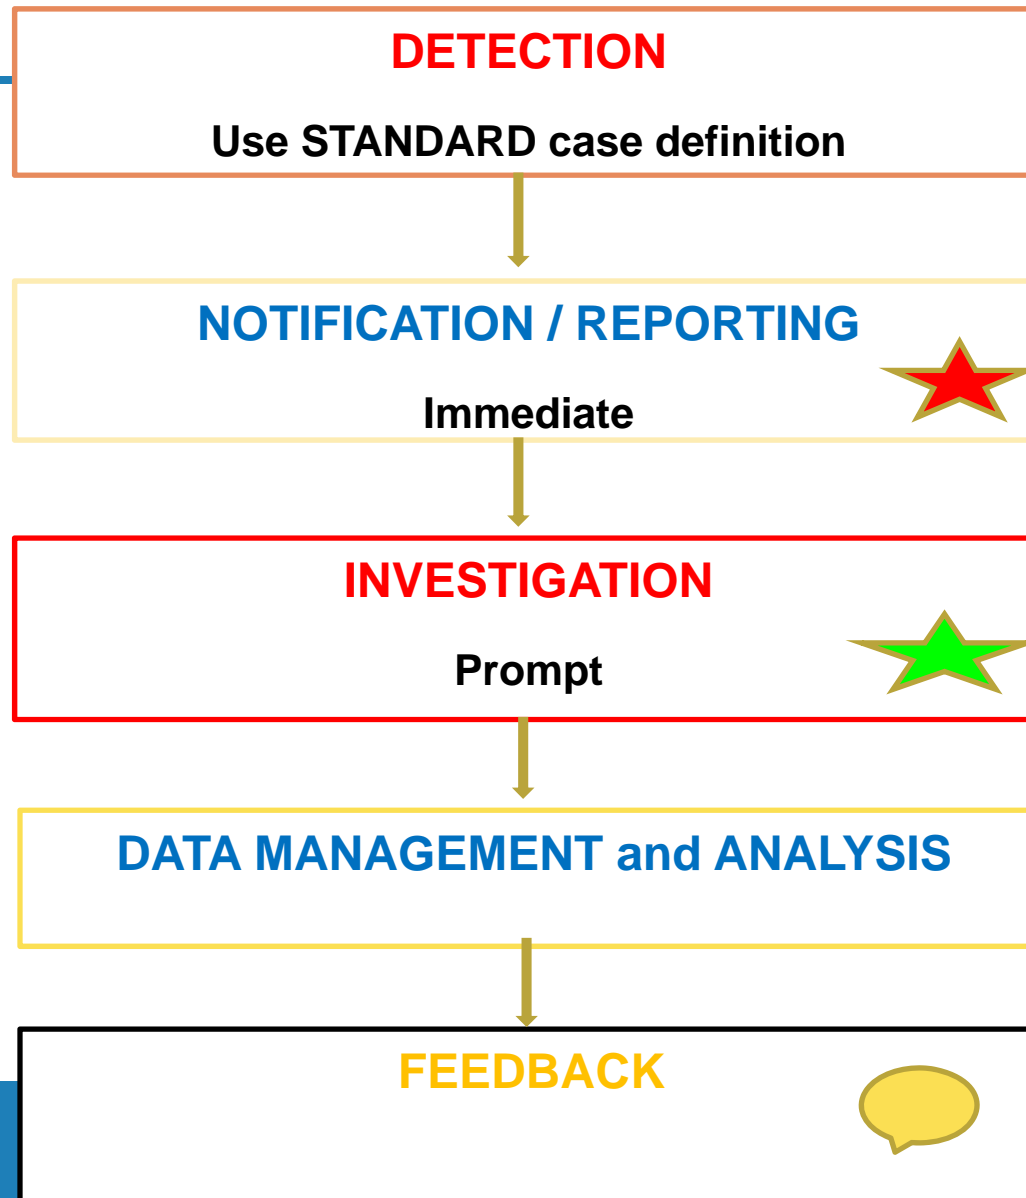 DETECTION
Use STANDARD case definition
NOTIFICATION / REPORTING
Immediate
INVESTIGATION
Prompt
DATA MANAGEMENT and ANALYSIS
FEEDBACK